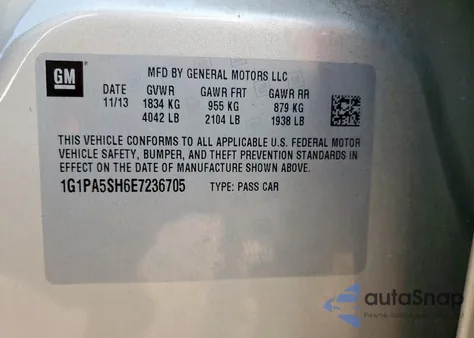 GM
MFD BY GENERAL MOTORS LLC
DATE GVWR GAWR FRT GAWR RR
11/13 1834 KG 955 KG 879 KG
4042 LB 2104 LB 1938 LB
THIS VEHICLE CONFORMS TO ALL APPLICABLE U.S. FEDERAL MOTOR
VEHICLE SAFETY, BUMPER, AND THEFT PREVENTION STANDARDS IN
EFFECT ON THE DATE OF MANUFACTURE SHOWN ABOVE.
1G1PA5SH6E7236705 TYPE: PASS CAR
autoSnap